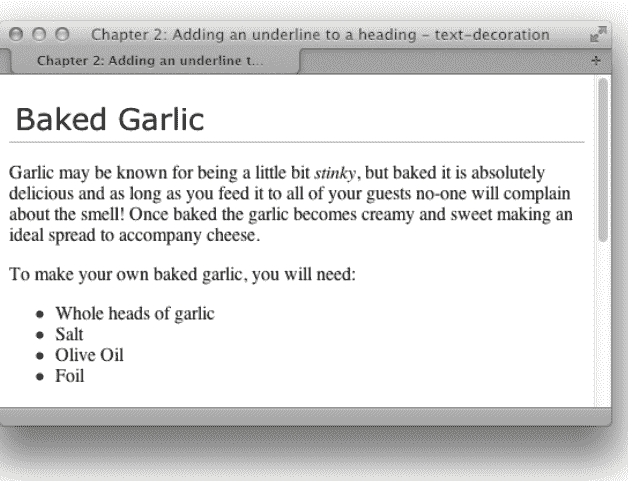 Chapter 2: Adding an underline to a heading – text-decoration
Chapter 2: Adding an underline t...
Baked Garlic
Garlic may be known for being a little bit stinky, but baked it is absolutely
delicious and as long as you feed it to all of your guests no-one will complain
about the smell! Once baked the garlic becomes creamy and sweet making an
ideal spread to accompany cheese.
To make your own baked garlic, you will need:
• Whole heads of garlic
• Salt
• Olive Oil
• Foil